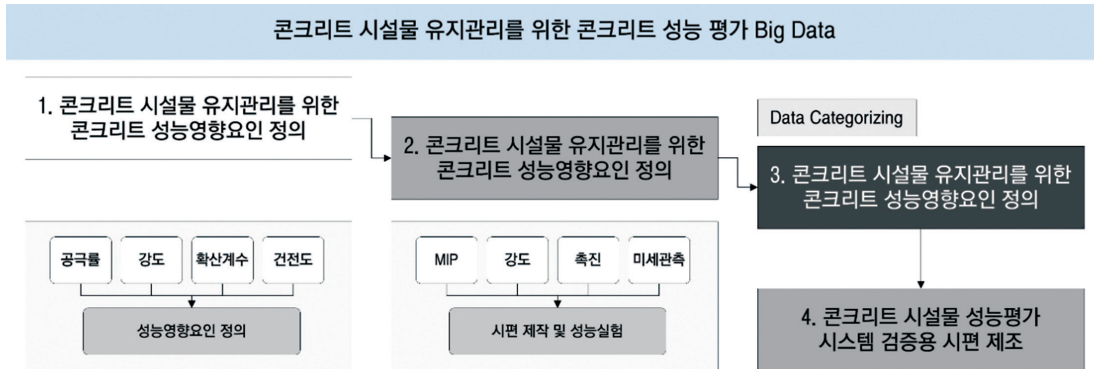 콘크리트 시설물 유지관리를 위한 콘크리트 성능 평가 Big Data
1. 콘크리트 시설물 유지관리를 위한
콘크리트 성능영향요인 정의
2. 콘크리트 시설물 유지관리를 위한
콘크리트 성능영향요인 정의
Data Categorizing
3. 콘크리트 시설물 유지관리를 위한
콘크리트 성능영향요인 정의
공극률 강도 확산계수 건전도
성능영향요인 정의
MIP 강도 촉진 미세관측
시편 제작 및 성능실험
4. 콘크리트 시설물 성능평가
시스템 검증용 시편 제조